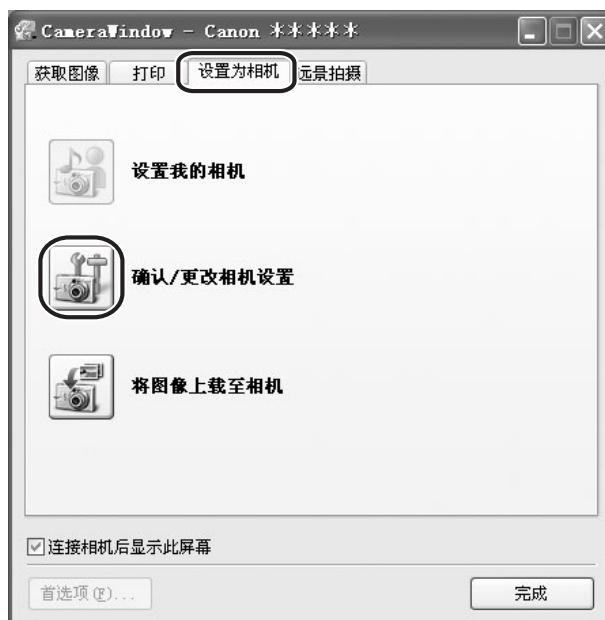 CameraWindow - Canon ＊＊＊＊＊
获取图像 打印 设置为相机 远景拍摄
设置我的相机
确认/更改相机设置
将图像上载至相机
连接相机后显示此屏幕
首选项(F)... 完成